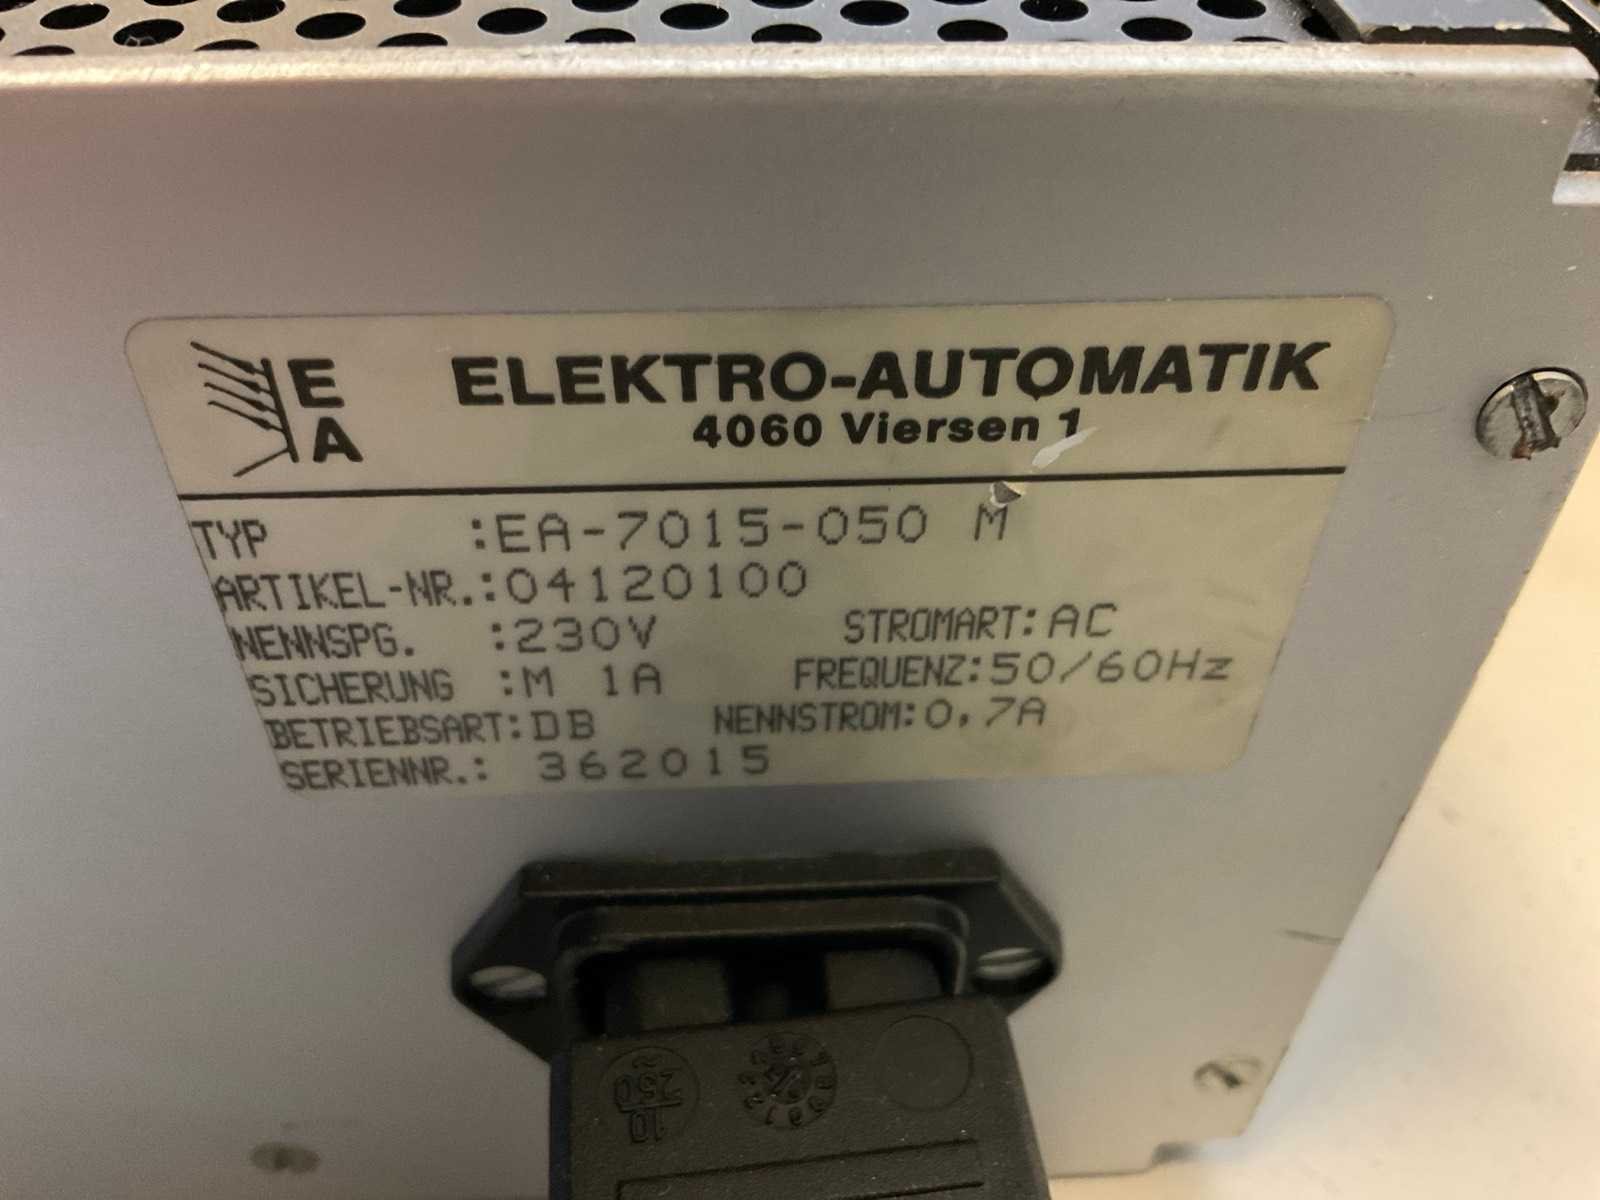 EA ELEKTRO-AUTOMATIK
4060 Viersen 1
TYP :EA-7015-050 M
ARTIKEL-NR.:04120100
NENNSPG. :230V STROMART:AC
SICHERUNG :M 1A FREQUENZ:50/60Hz
BETRIEBSART:DB NENNSTROM:0,7A
SERIENNR.: 362015
10
250
~